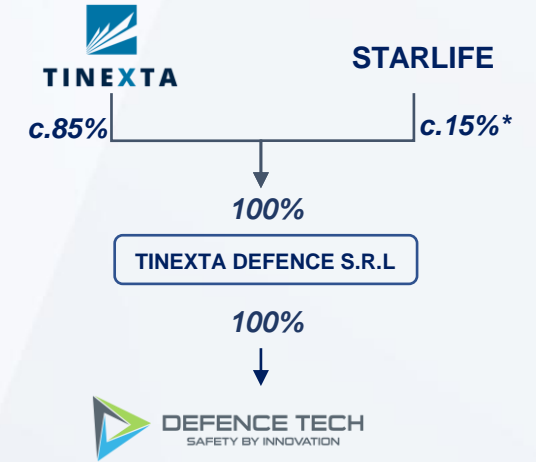 TINEXTA
STARLIFE
c.85%
c.15%*
100%
TINEXTA DEFENCE S.R.L
100%
DEFENCE TECH
SAFETY BY INNOVATION